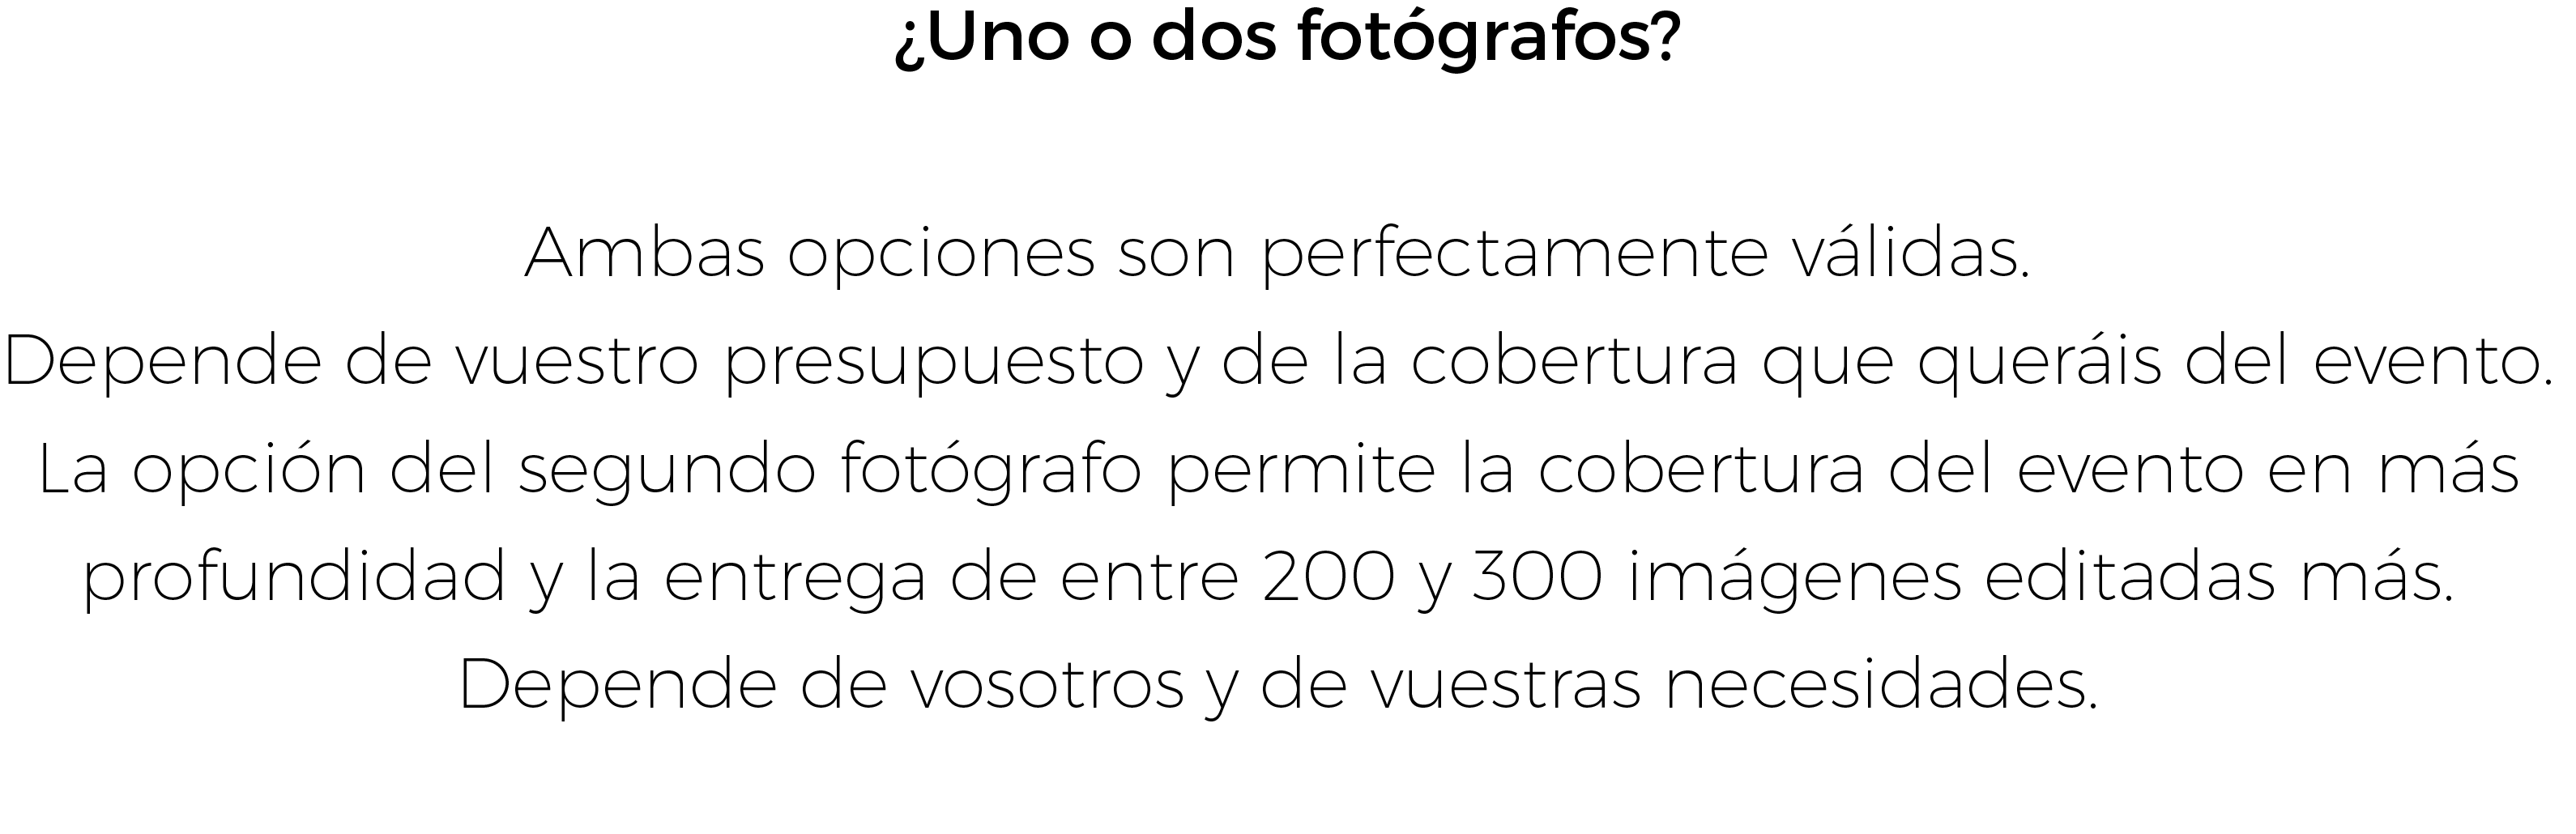 ¿Uno o dos fotógrafos?
Ambas opciones son perfectamente válidas.
Depende de vuestro presupuesto y de la cobertura que queráis del evento.
La opción del segundo fotógrafo permite la cobertura del evento en más
profundidad y la entrega de entre 200 y 300 imágenes editadas más.
Depende de vosotros y de vuestras necesidades.